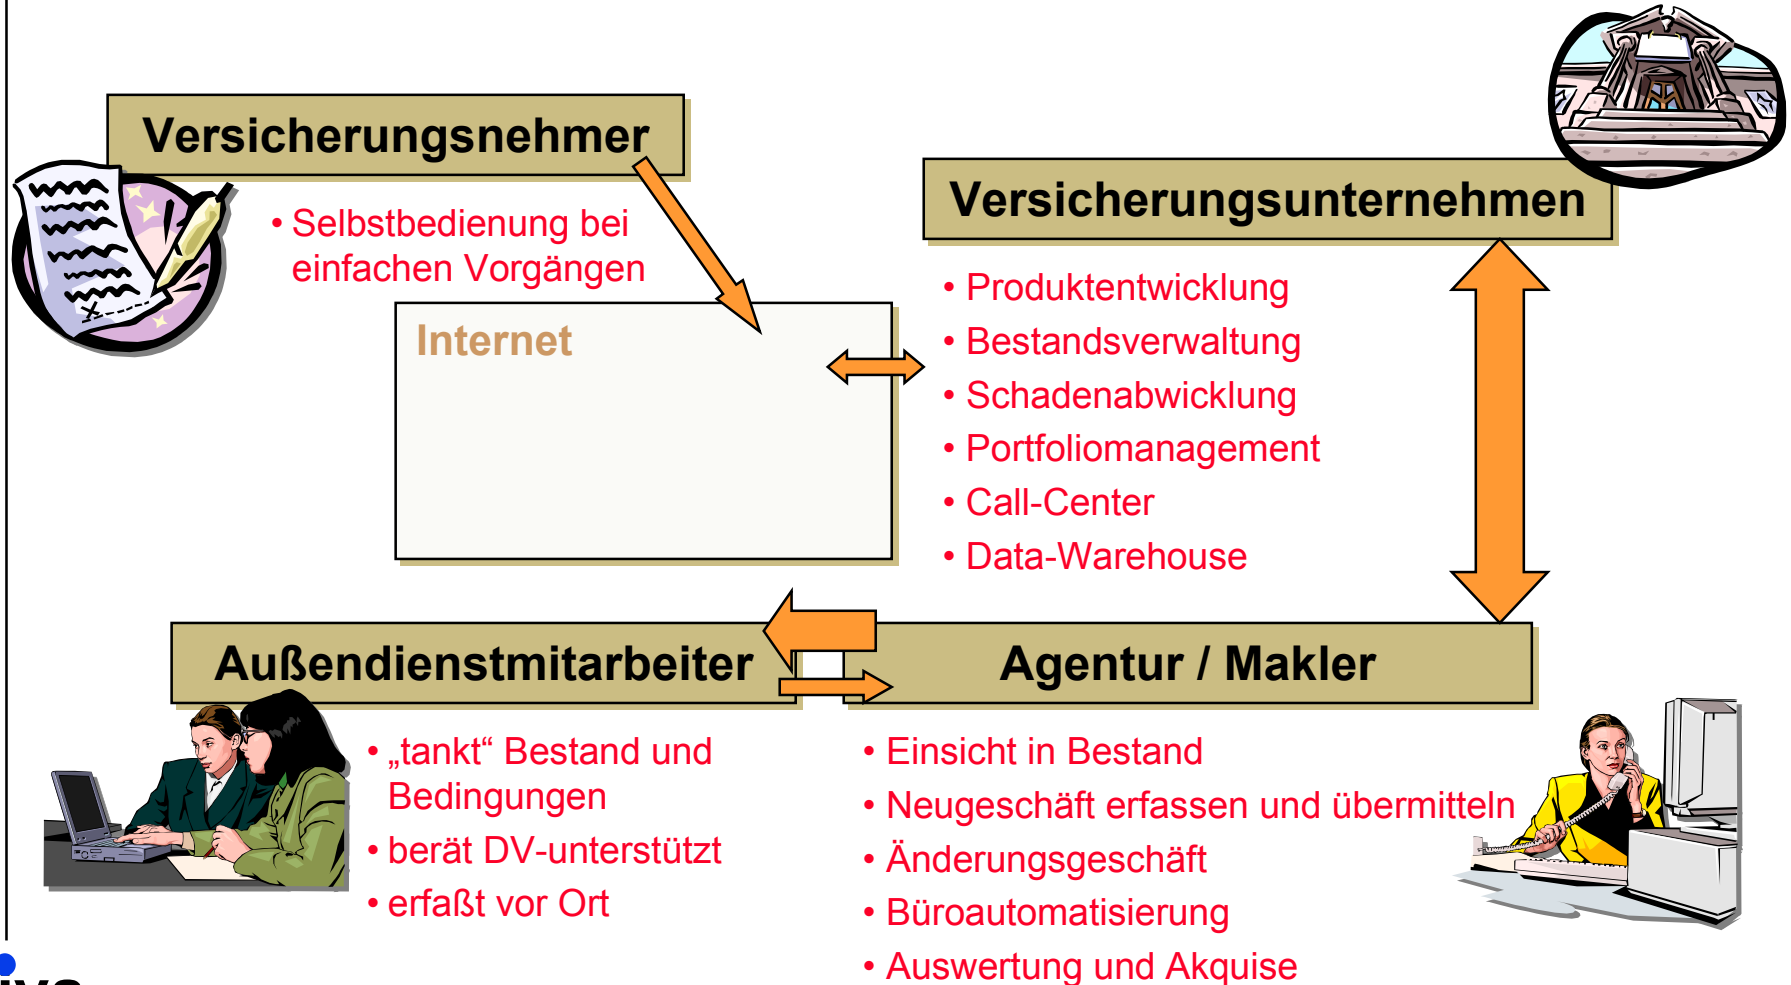 Versicherungsnehmer
• Selbstbedienung bei
einfachen Vorgängen
Internet
Versicherungsunternehmen
• Produktentwicklung
• Bestandsverwaltung
• Schadenabwicklung
• Portfoliomanagement
• Call-Center
• Data-Warehouse
Außendienstmitarbeiter
• „tankt“ Bestand und
Bedingungen
• berät DV-unterstützt
• erfaßt vor Ort
Agentur / Makler
• Einsicht in Bestand
• Neugeschäft erfassen und übermitteln
• Änderungsgeschäft
• Büroautomatisierung
• Auswertung und Akquise